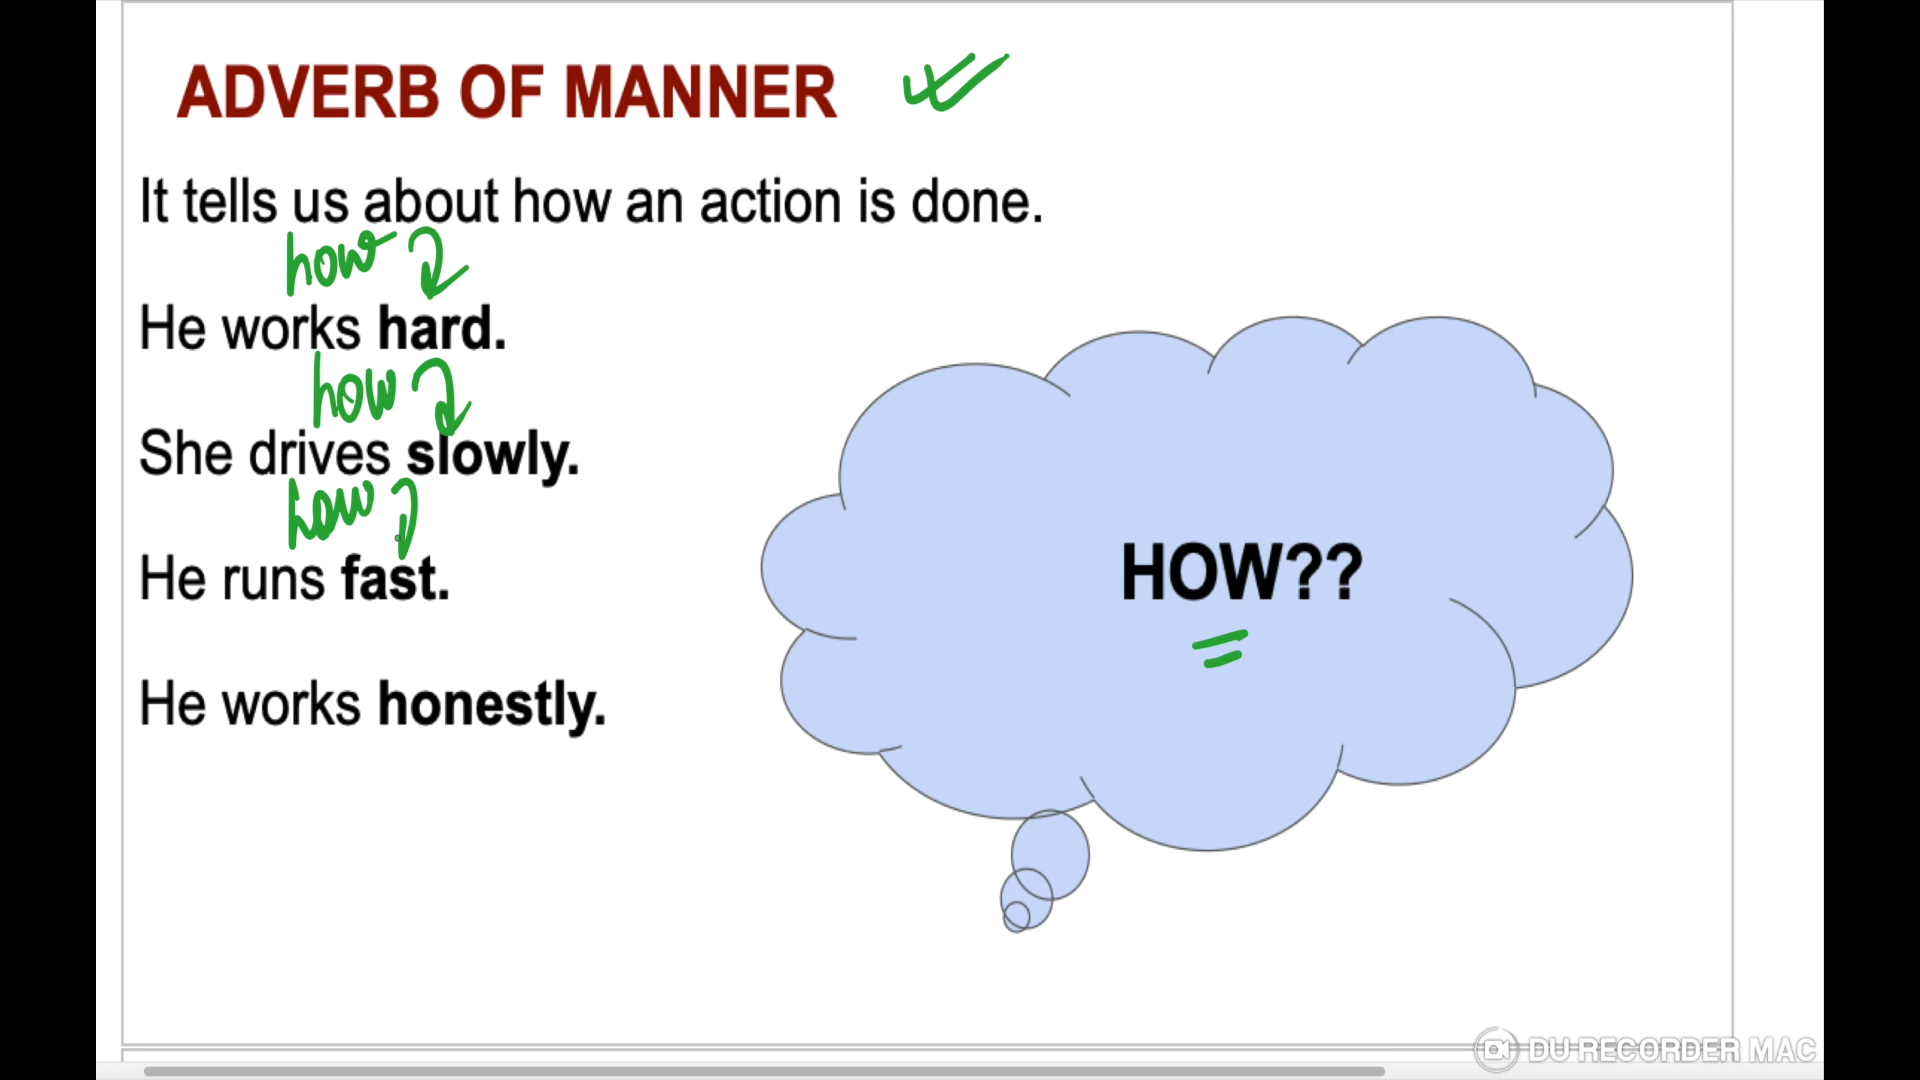 ADVERB OF MANNER
It tells us about how an action is done.
how
He works hard.
how
She drives slowly.
how
He runs fast.
He works honestly.
HOW??
DU RECORDER MAC